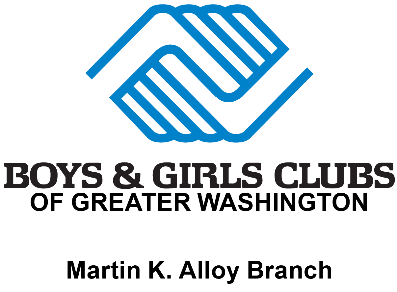 BOYS & GIRLS CLUBS
OF GREATER WASHINGTON
Martin K. Alloy Branch